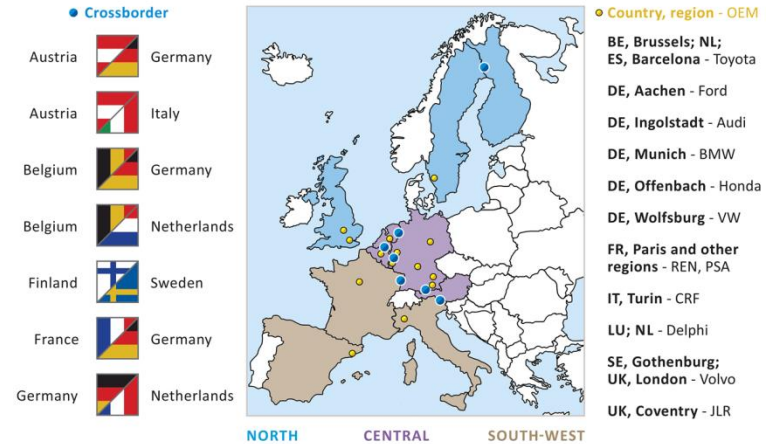 Crossborder
Austria Germany
Austria Italy
Belgium Germany
Belgium Netherlands
Finland Sweden
France Germany
Germany Netherlands
NORTH CENTRAL SOUTH-WEST
Country, region - OEM
BE, Brussels; NL;
ES, Barcelona - Toyota
DE, Aachen - Ford
DE, Ingolstadt - Audi
DE, Munich - BMW
DE, Offenbach - Honda
DE, Wolfsburg - VW
FR, Paris and other
regions - REN, PSA
IT, Turin - CRF
LU; NL - Delphi
SE, Gothenburg;
UK, London - Volvo
UK, Coventry - JLR